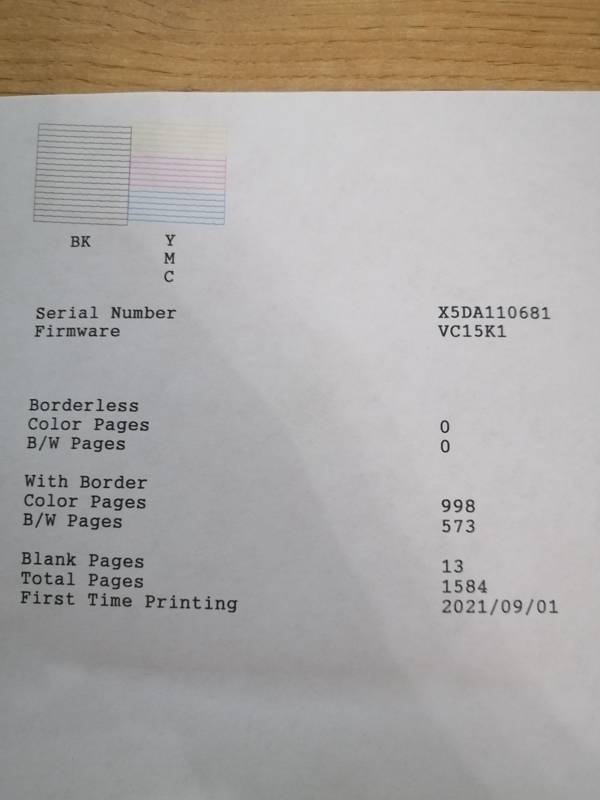 BK Y
M
C
Serial Number X5DA110681
Firmware VC15K1
Borderless
Color Pages 0
B/W Pages 0
With Border
Color Pages 998
B/W Pages 573
Blank Pages 13
Total Pages 1584
First Time Printing 2021/09/01